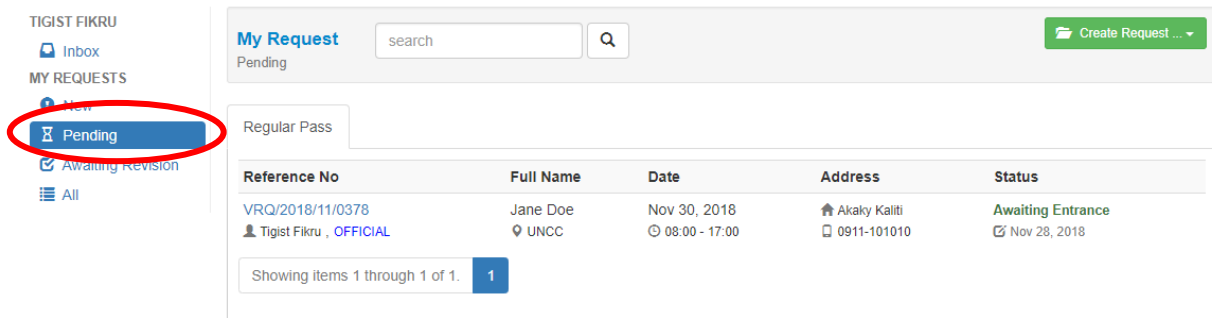 TIGIST FIKRU
Inbox
MY REQUESTS
New
Pending
Awaiting Revision
All
My Request
search
Create Request ...
Pending
Regular Pass
Reference No Full Name Date Address Status
VRQ/2018/11/0378 Jane Doe Nov 30, 2018 Akaky Kaliti Awaiting Entrance
Tigist Fikru , OFFICIAL UNCC 08:00 - 17:00 0911-101010 Nov 28, 2018
Showing items 1 through 1 of 1. 1